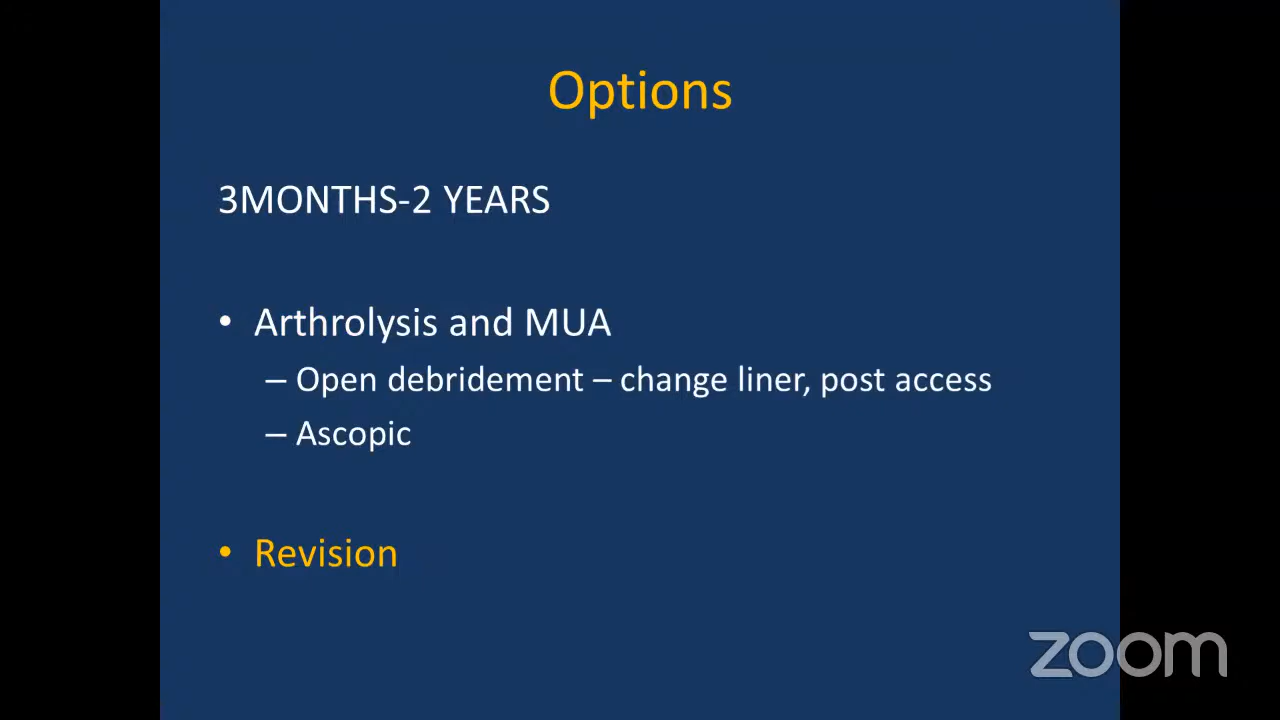 Options
3MONTHS-2 YEARS
• Arthrolysis and MUA
– Open debridement – change liner, post access
– Ascopic
• Revision
zoom